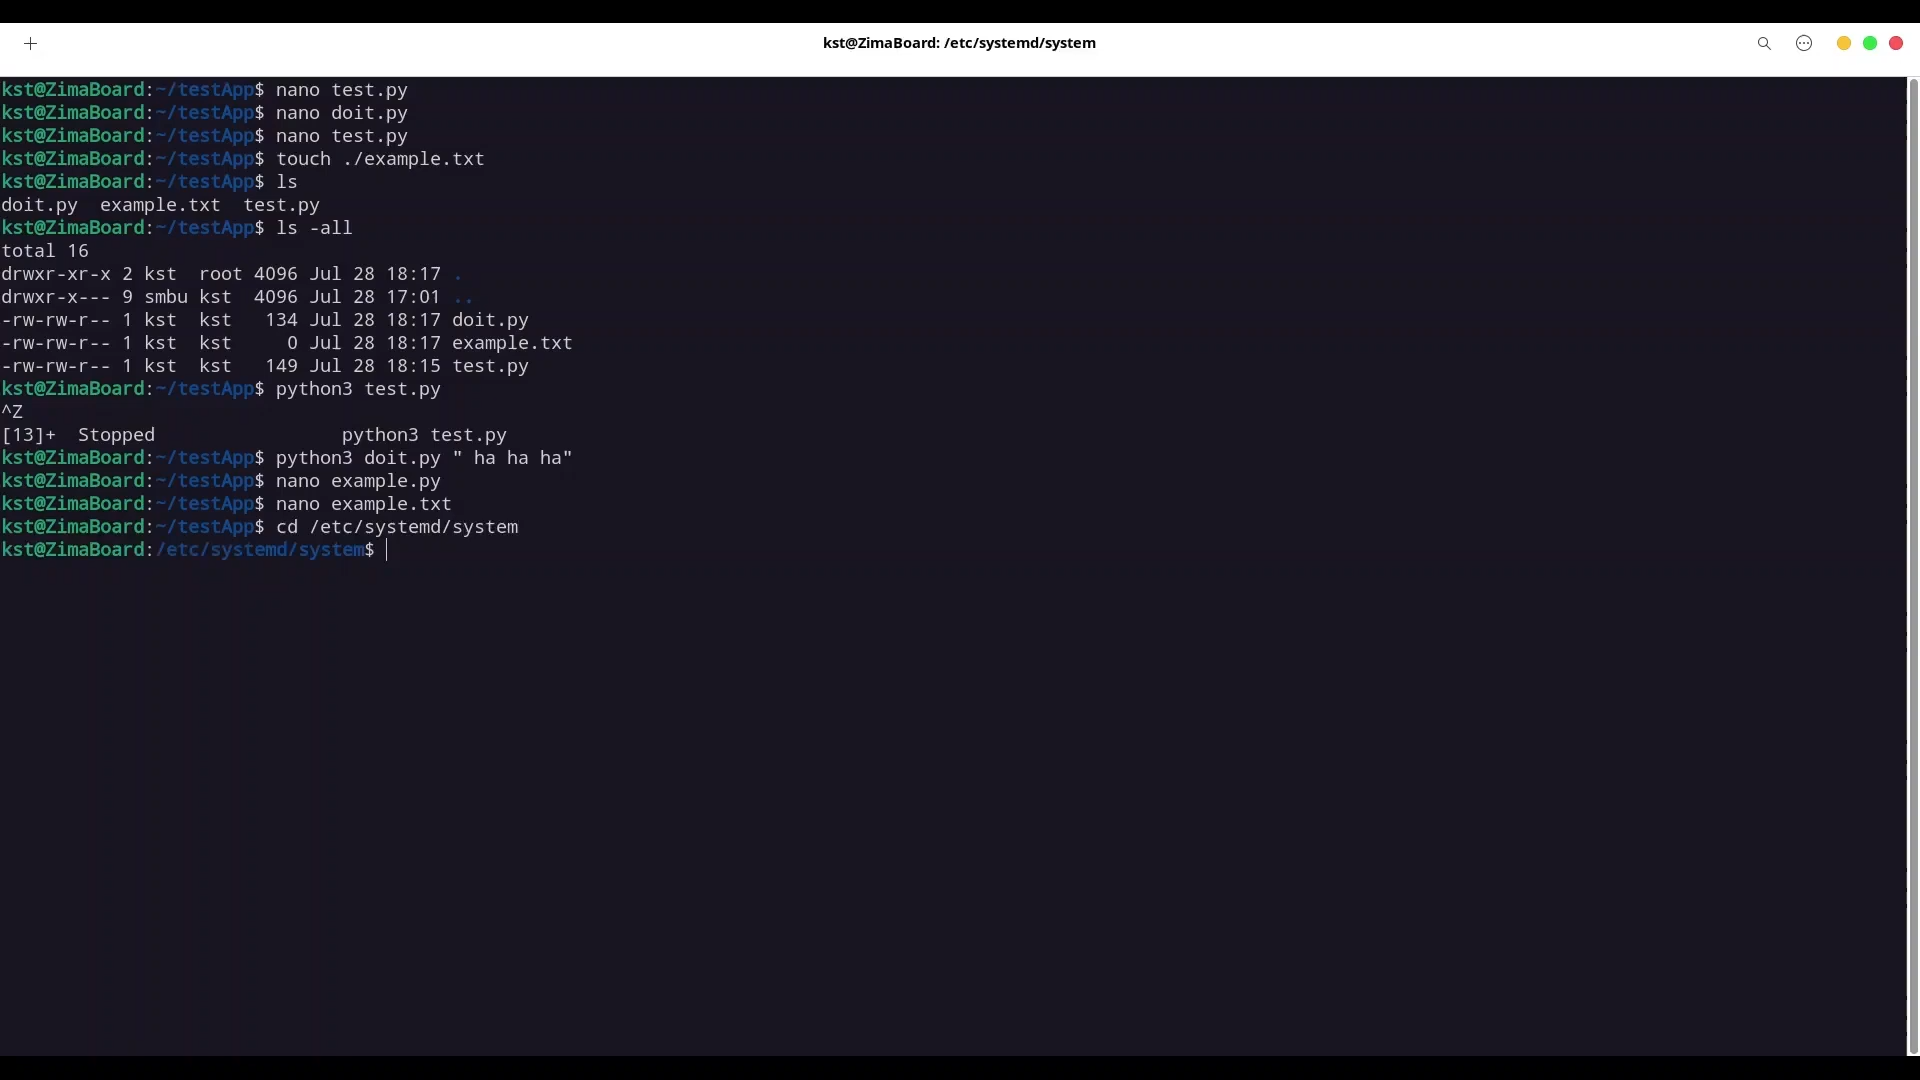 kst@ZimaBoard: /etc/systemd/system
kst@ZimaBoard:~/testApp$ nano test.py
kst@ZimaBoard:~/testApp$ nano doit.py
kst@ZimaBoard:~/testApp$ nano test.py
kst@ZimaBoard:~/testApp$ touch ./example.txt
kst@ZimaBoard:~/testApp$ ls
doit.py  example.txt  test.py
kst@ZimaBoard:~/testApp$ ls -all
total 16
drwxr-xr-x 2 kst  root 4096 Jul 28 18:17 .
drwxr-x--- 9 smbu kst  4096 Jul 28 17:01 ..
-rw-rw-r-- 1 kst  kst   134 Jul 28 18:17 doit.py
-rw-rw-r-- 1 kst  kst     0 Jul 28 18:17 example.txt
-rw-rw-r-- 1 kst  kst   149 Jul 28 18:15 test.py
kst@ZimaBoard:~/testApp$ python3 test.py
^Z
[13]+  Stopped                 python3 test.py
kst@ZimaBoard:~/testApp$ python3 doit.py " ha ha ha"
kst@ZimaBoard:~/testApp$ nano example.py
kst@ZimaBoard:~/testApp$ nano example.txt
kst@ZimaBoard:~/testApp$ cd /etc/systemd/system
kst@ZimaBoard:/etc/systemd/system$